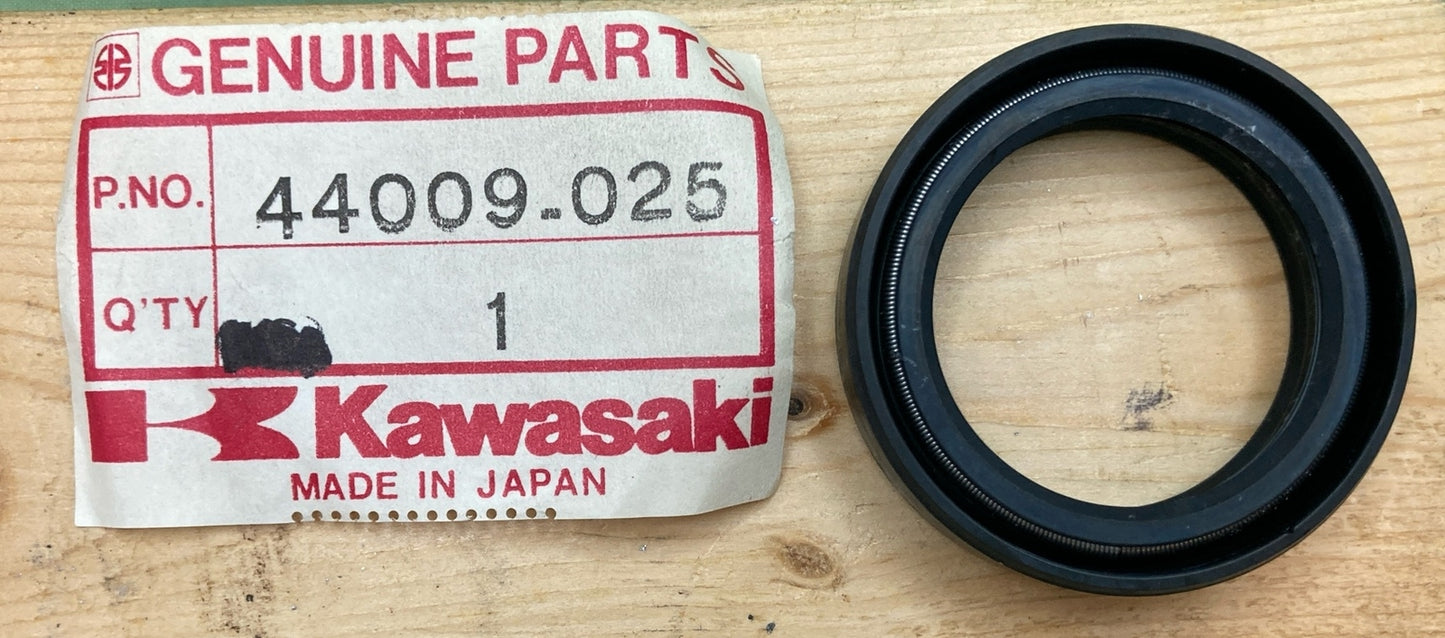 GENUINE PARTS
P.NO. 44009-025
Q'TY 1
Kawasaki
MADE IN JAPAN